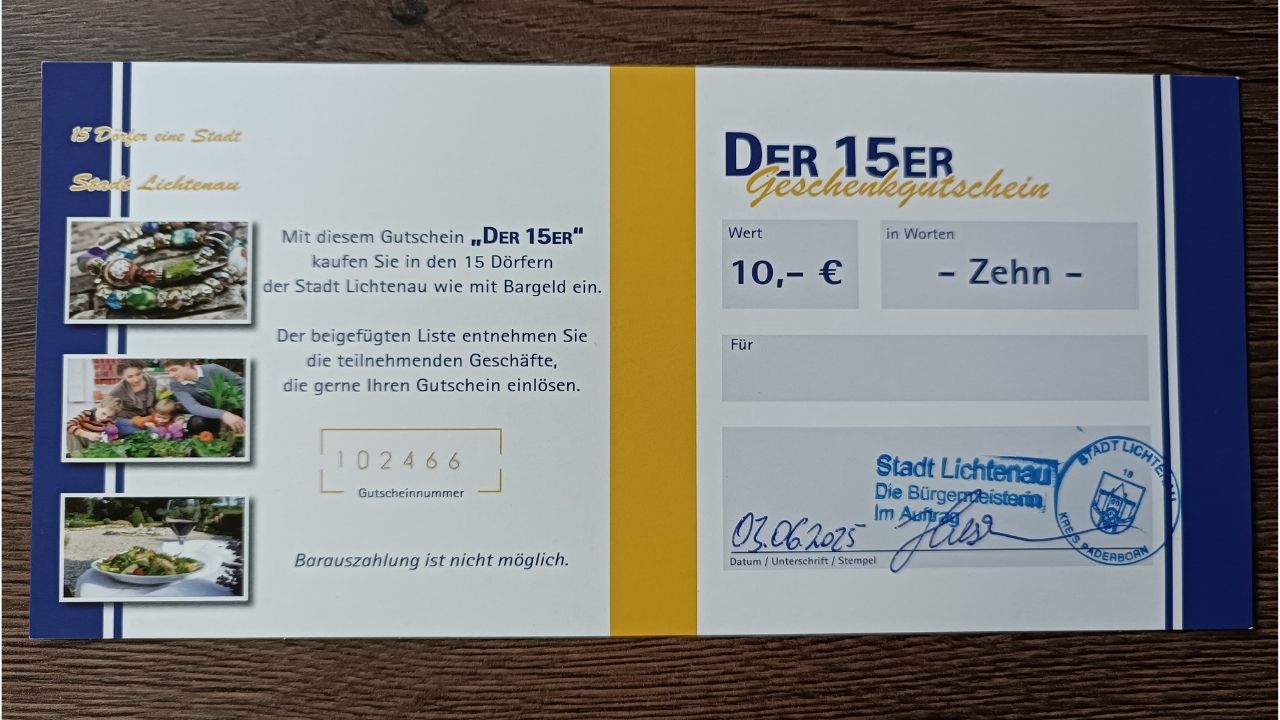 15 Dörfer eine Stadt
Stadt Lichtenau
Mit diesem Gutschein „DER 15ER“
kaufen Sie in den 15 Dörfern
der Stadt Lichtenau wie mit Bargeld ein.
Der beigefügten Liste entnehmen Sie
die teilnehmenden Geschäfte,
die gerne Ihren Gutschein einlösen.
102466
Gutscheinnummer
Barauszahlung ist nicht möglich.
DER 15ER
Geschenkgutschein
Wert
10,– €
in Worten
– Zehn –
Für
Stadt Lichtenau
Die Bürgermeisterin
Im Auftrag
03.06.2025
Datum / Unterschrift / Stempel
STADT LICHTENAU
18
KREIS PADERBORN